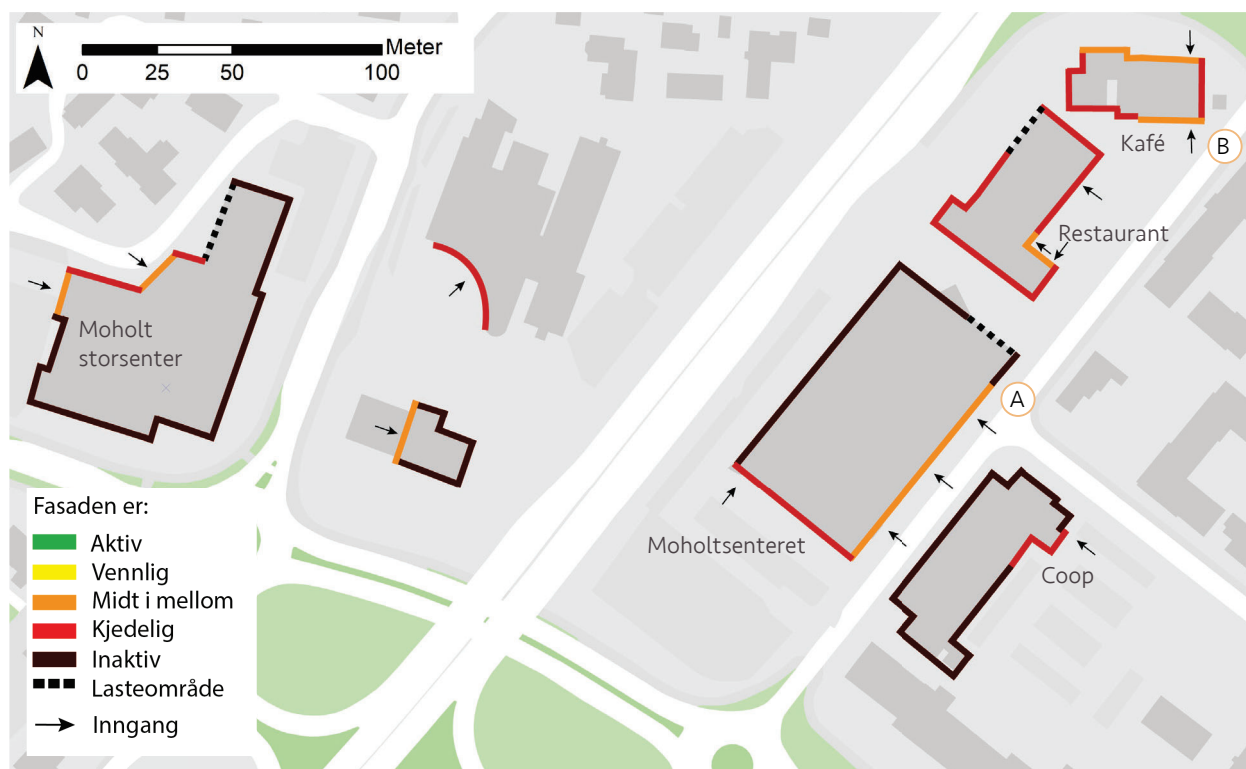 N
Meter
0 25 50 100
Kafé
B
Restaurant
Moholt
storsenter
A
Moholtsenteret
Coop
Fasaden er:
Aktiv
Vennlig
Midt i mellom
Kjedelig
Inaktiv
Lasteområde
Inngang